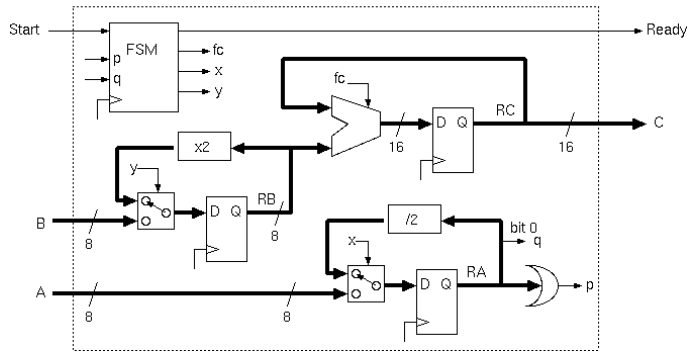 Start
FSM
Ready
p
fc
q
x
y
fc
RC
D Q
16
16
C
x2
y
RB
D Q
B
8
8
/2
bit 0
q
x
RA
D Q
p
A
8
8